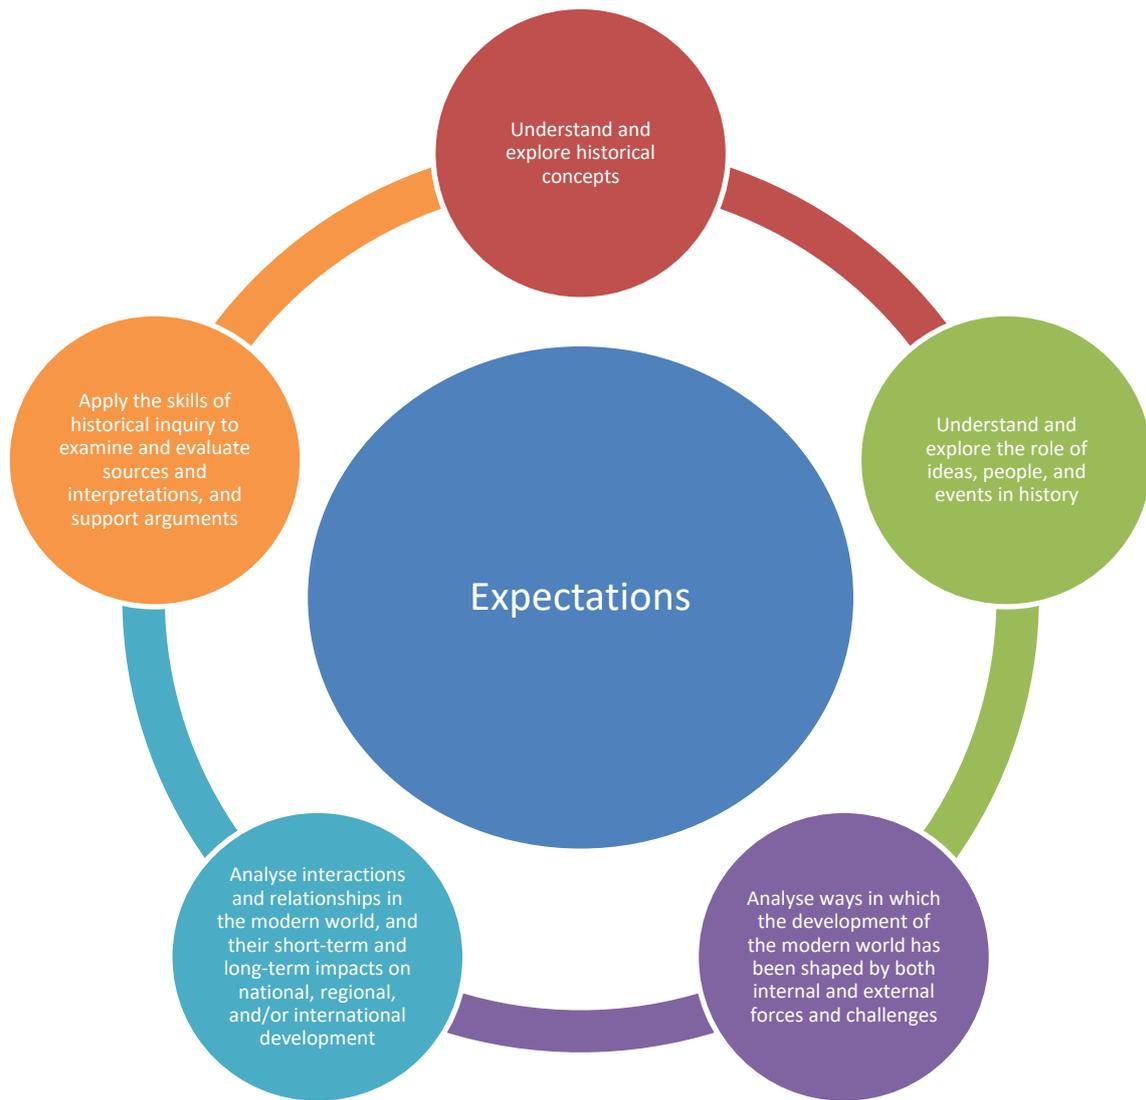 Understand and
explore historical
concepts
Understand and
explore the role of
ideas, people, and
events in history
Analyse ways in which
the development of
the modern world has
been shaped by both
internal and external
forces and challenges
Analyse interactions
and relationships in
the modern world, and
their short-term and
long-term impacts on
national, regional,
and/or international
development
Apply the skills of
historical inquiry to
examine and evaluate
sources and
interpretations, and
support arguments
Expectations